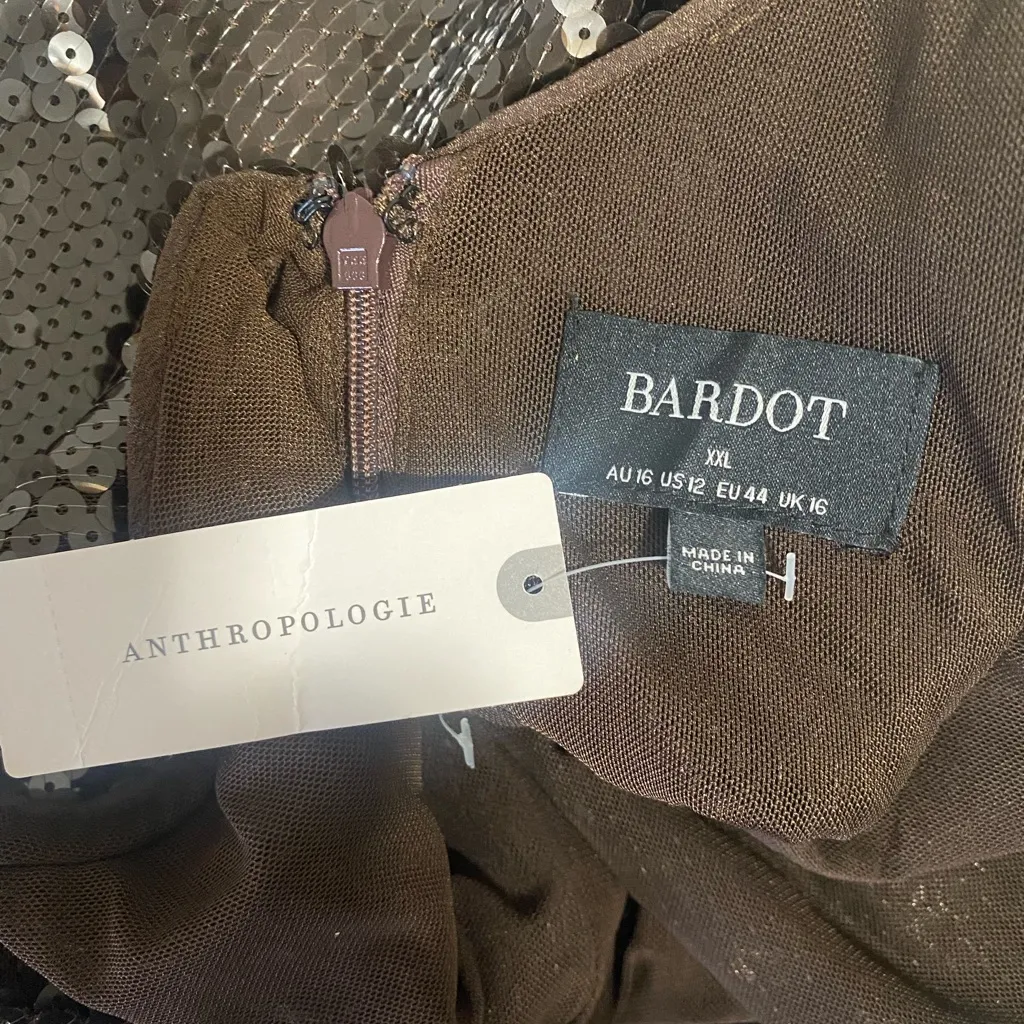 BARDOT
XXL
AU 16 US 12 EU 44 UK 16
MADE IN
CHINA
ANTHROPOLOGIE